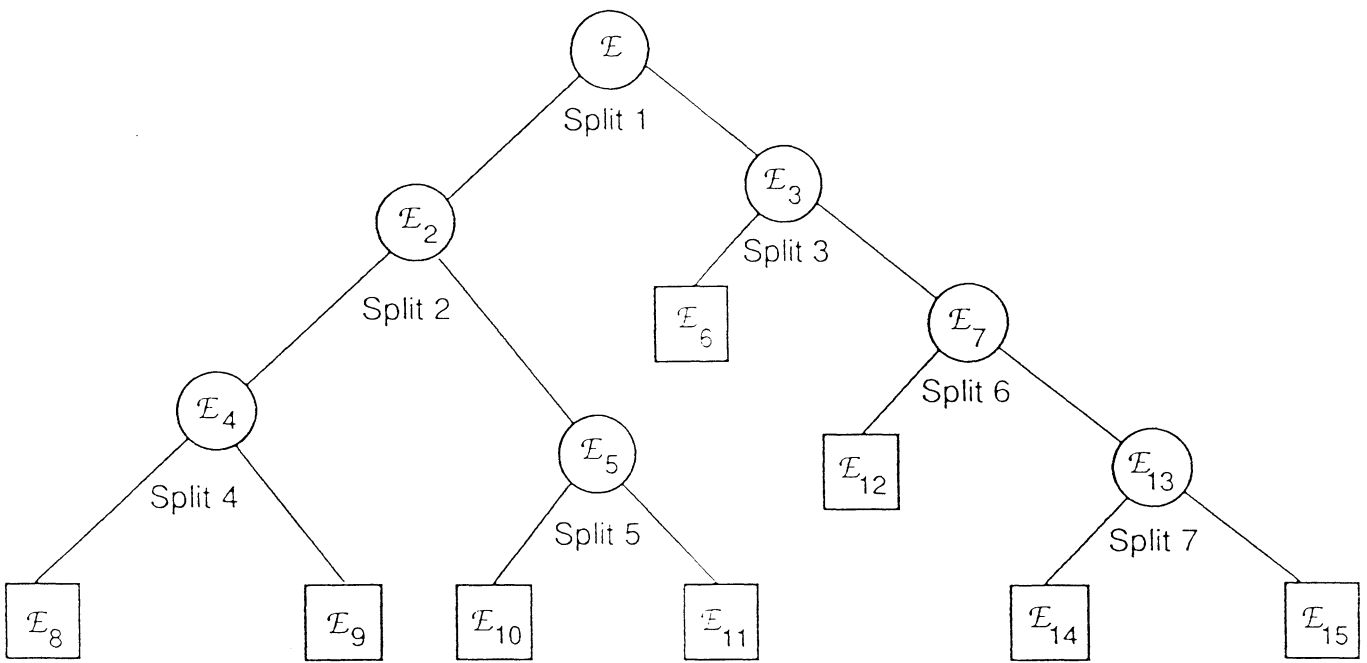 ℰ
Split 1
ℰ₃
ℰ₂
Split 3
Split 2
ℰ₆
ℰ₇
Split 6
ℰ₄
ℰ₅
ℰ₁₂
ℰ₁₃
Split 4
Split 5
Split 7
ℰ₈
ℰ₉
ℰ₁₀
ℰ₁₁
ℰ₁₄
ℰ₁₅